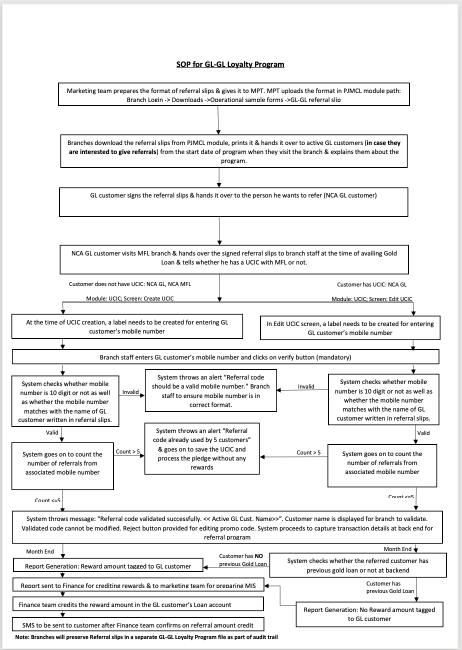 SOP for GL-GL Loyalty Program
Marketing team prepares the format of referral slips & gives it to MPT. MPT uploads the format in PJMCL module path:
Branch Login -> Downloads ->Operational sample forms ->GL-GL referral slip
Branches download the referral slips from PJMCL module, prints it & hands it over to active GL customers (in case they
are interested to give referrals) from the start date of program when they visit the branch & explains them about the
program.
GL customer signs the referral slips & hands it over to the person he wants to refer (NCA GL customer)
NCA GL customer visits MFL branch & hands over the signed referral slips to branch staff at the time of availing Gold
Loan & tells whether he has a UCIC with MFL or not.
Customer does not have UCIC: NCA GL, NCA MFL
Customer has UCIC: NCA GL
Module: UCIC; Screen: Create UCIC
Module: UCIC; Screen: Edit UCIC
At the time of UCIC creation, a label needs to be created for entering GL
customer's mobile number
In Edit UCIC screen, a label needs to be created for entering
GL customer's mobile number
Branch staff enters GL customer's mobile number and clicks on verify button (mandatory)
System checks whether mobile
number is 10 digit or not as well as
whether the mobile number
matches with the name of GL
customer written in referral slips.
Invalid
System throws an alert "Referral code
should be a valid mobile number." Branch
staff to ensure mobile number is in
correct format.
Invalid
System checks whether mobile
number is 10 digit or not as well as
whether the mobile number
matches with the name of GL
customer written in referral slips.
Valid
Valid
System goes on to count the
number of referrals from
associated mobile number
Count > 5
System throws an alert "Referral
code already used by 5 customers"
& goes on to save the UCIC and
process the pledge without any
rewards
Count > 5
System goes on to count the
number of referrals from
associated mobile number
Count <=5
Count <=5
System throws message: "Referral code validated successfully. << Active GL Cust. Name>>". Customer name is displayed for branch to validate.
Validated code cannot be modified. Reject button provided for editing promo code. System proceeds to capture transaction details at back end for
referral program
Month End
Month End
Report Generation: Reward amount tagged to GL customer
Customer has NO
previous Gold Loan
System checks whether the referred customer has
previous gold loan or not at backend
Customer has
previous Gold Loan
Report sent to Finance for crediting rewards & to marketing team for preparing MIS
Finance team credits the reward amount in the GL customer's Loan account
Report Generation: No Reward amount tagged
to GL customer
SMS to be sent to customer after Finance team confirms on referral amount credit
Note: Branches will preserve Referral slips in a separate GL-GL Loyalty Program file as part of audit trail